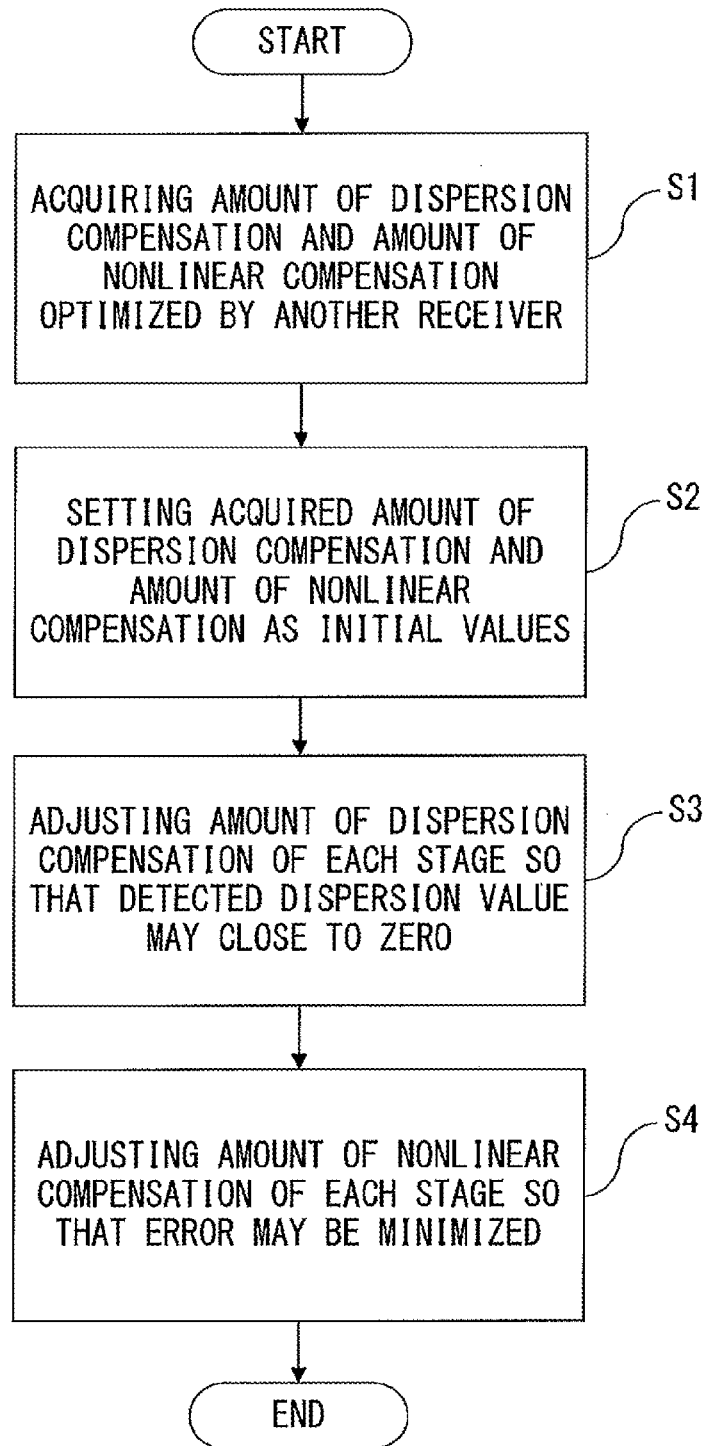 START
ACQUIRING AMOUNT OF DISPERSION
COMPENSATION AND AMOUNT OF
NONLINEAR COMPENSATION
OPTIMIZED BY ANOTHER RECEIVER
S1
SETTING ACQUIRED AMOUNT OF
DISPERSION COMPENSATION AND
AMOUNT OF NONLINEAR
COMPENSATION AS INITIAL VALUES
S2
ADJUSTING AMOUNT OF DISPERSION
COMPENSATION OF EACH STAGE SO
THAT DETECTED DISPERSION VALUE
MAY CLOSE TO ZERO
S3
ADJUSTING AMOUNT OF NONLINEAR
COMPENSATION OF EACH STAGE SO
THAT ERROR MAY BE MINIMIZED
S4
END